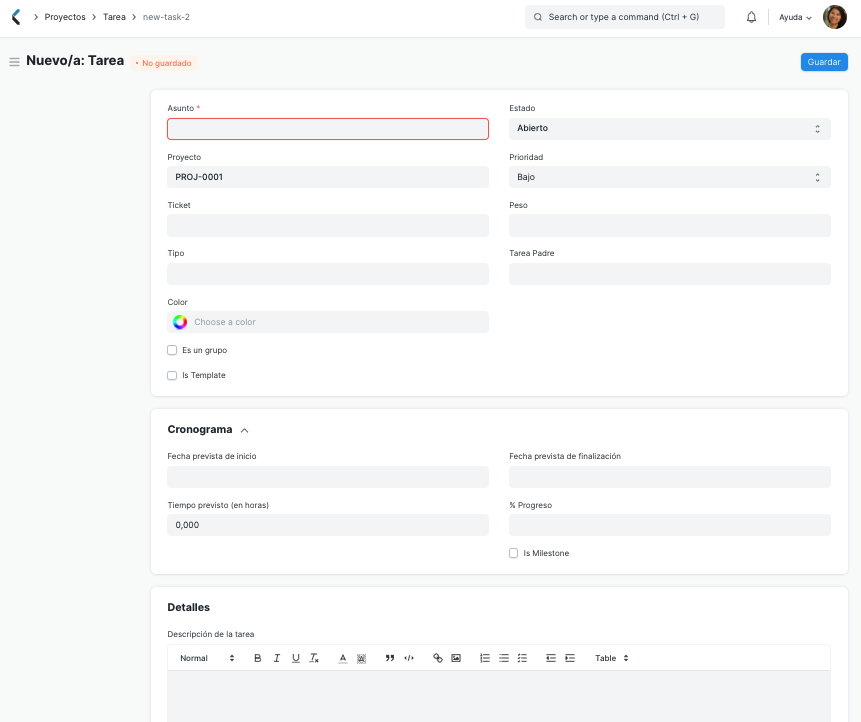 Proyectos Tarea new-task-2 Search or type a command (Ctrl + G) Ayuda
Nuevo/a: Tarea • No guardado Guardar
Asunto * Estado
Abierto
Proyecto Prioridad
PROJ-0001 Bajo
Ticket Peso
Tipo Tarea Padre
Color
Choose a color
Es un grupo
Is Template
Cronograma
Fecha prevista de inicio Fecha prevista de finalización
Tiempo previsto (en horas) % Progreso
0,000
Is Milestone
Detalles
Descripción de la tarea
Normal B I U Tx A A Table